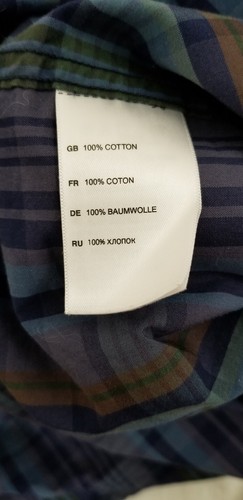 GB 100% COTTON
FR 100% COTON
DE 100% BAUMWOLLE
RU 100% ХЛОПОК